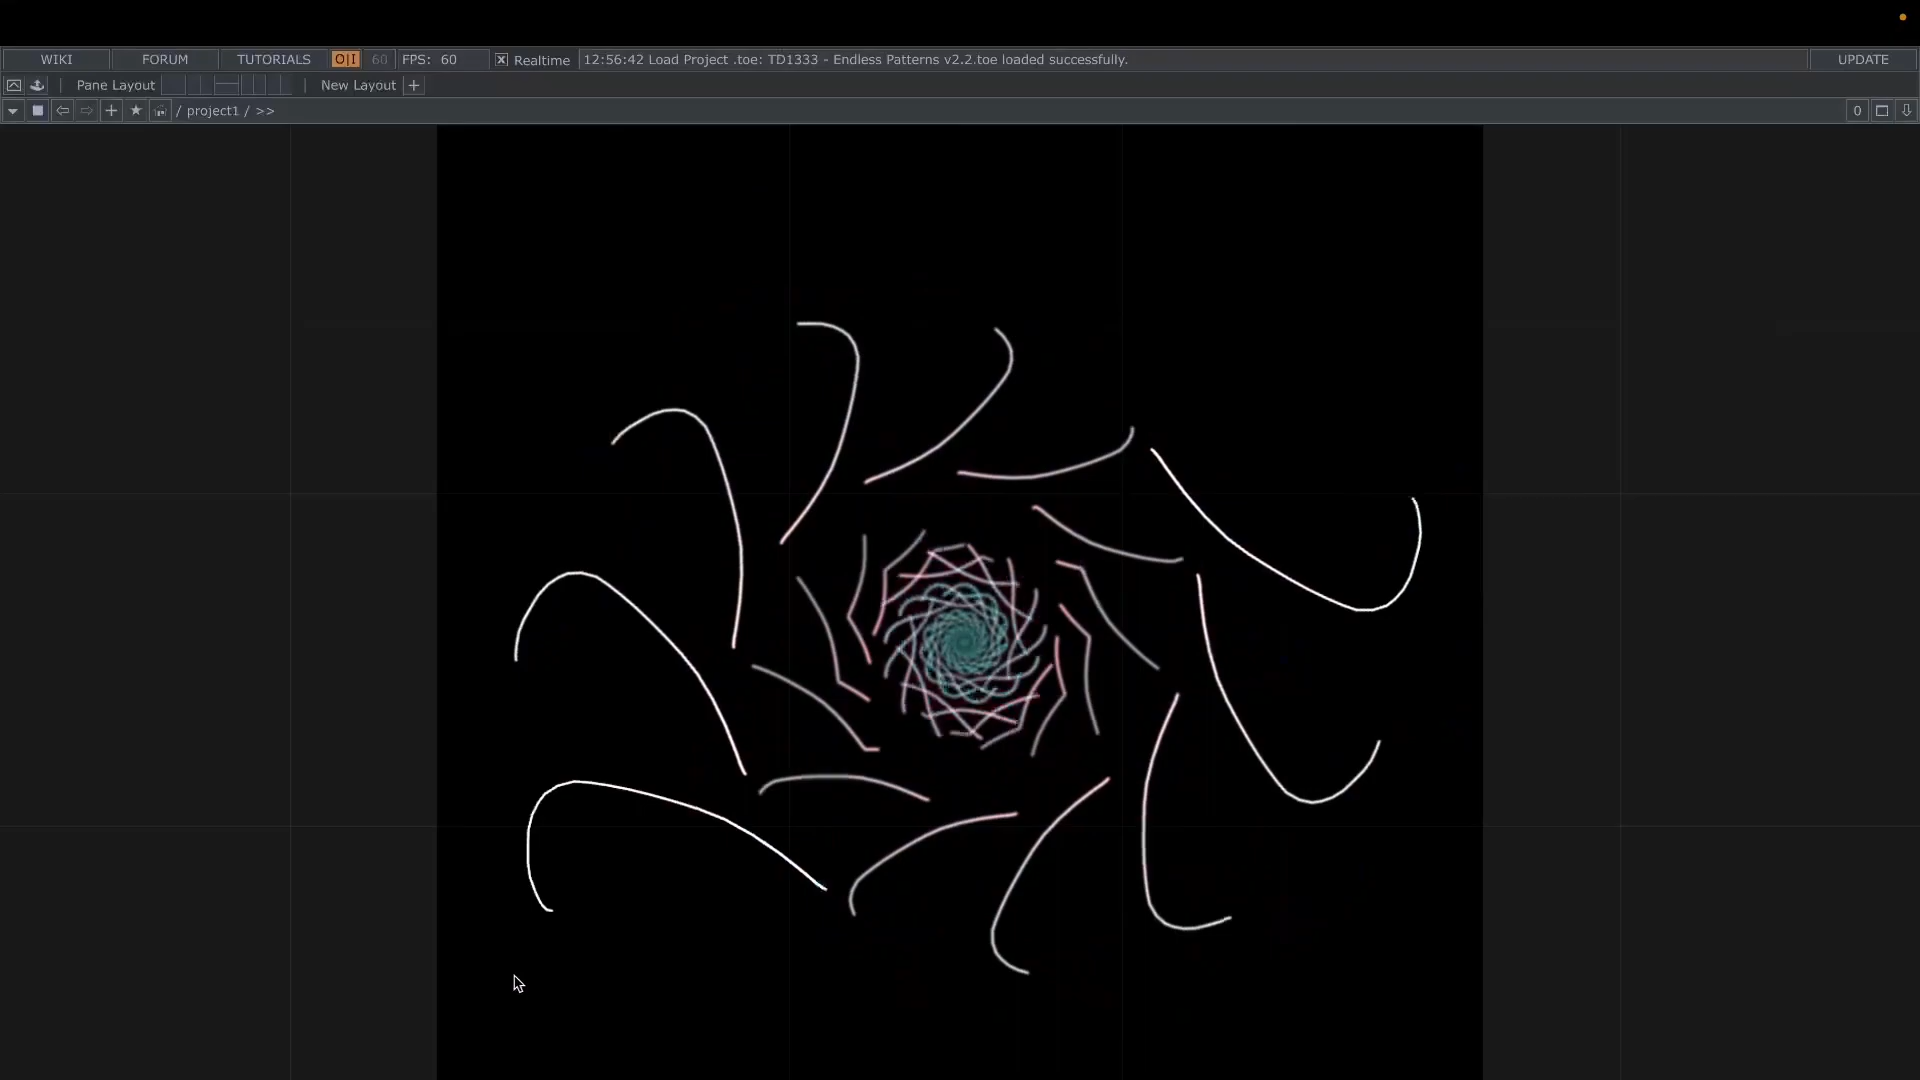 WIKI FORUM TUTORIALS O|I 60 FPS: 60 Realtime 12:56:42 Load Project .toe: TD1333 - Endless Patterns v2.2.toe loaded successfully. UPDATE
Pane Layout New Layout +
/ project1 / >> 0